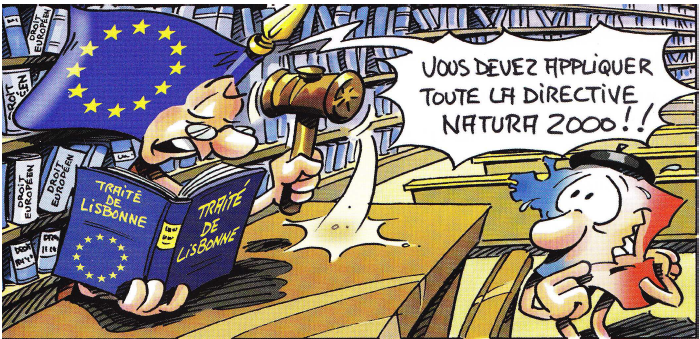 DROIT
EUROPÉEN
VOUS DEVEZ APPLIQUER
TOUTE LA DIRECTIVE
NATURA 2000!!
DROIT
EUROPÉEN
DROIT
EUROPÉEN
TRAITÉ
DE
LISBONNE
TRAITÉ
DE
LISBONNE